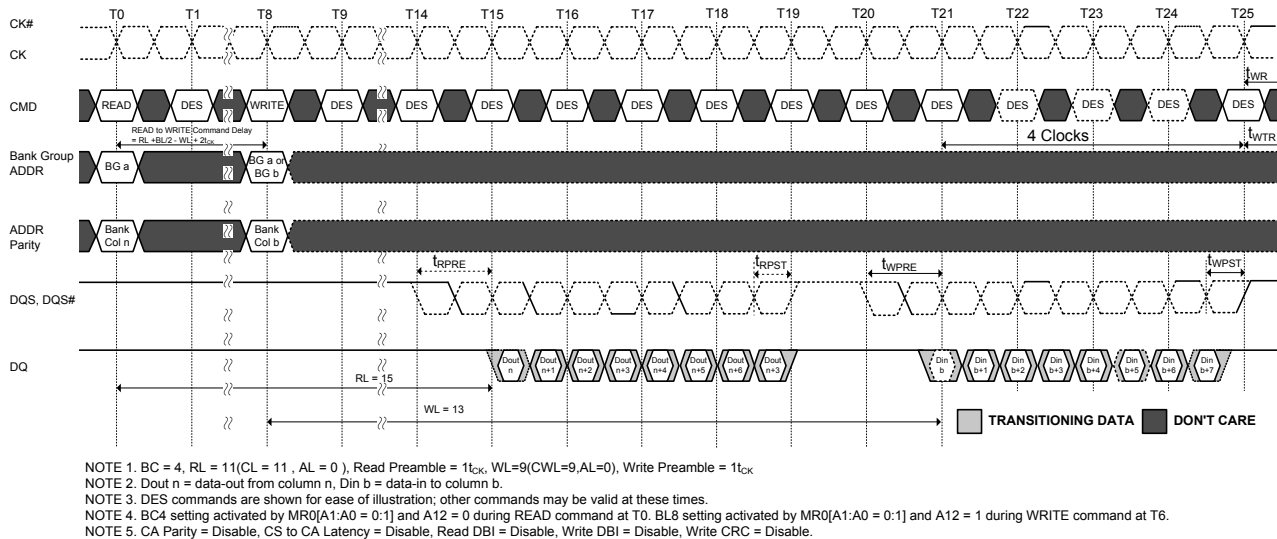 T0 T1 T8 T9 T14 T15 T16 T17 T18 T19 T20 T21 T22 T23 T24 T25
CK#
CK
tWR
CMD READ DES WRITE DES DES DES DES DES DES DES DES DES DES DES DES DES
READ to WRITE Command Delay
= RL +BL/2 - WL + 2tCK
4 Clocks
tWTR
Bank Group
ADDR
BG a
BG a or
BG b
ADDR
Parity
Bank
Col n
Bank
Col b
tRPRE tRPST tWPRE tWPST
DQS, DQS#
DQ
Dout
n
Dout
n+1
Dout
n+2
Dout
n+3
Dout
n+4
Dout
n+5
Dout
n+6
Dout
n+3
Din
b
Din
b+1
Din
b+2
Din
b+3
Din
b+4
Din
b+5
Din
b+6
Din
b+7
RL = 15
WL = 13
TRANSITIONING DATA DON'T CARE
NOTE 1. BC = 4, RL = 11(CL = 11 , AL = 0 ), Read Preamble = 1tCK, WL=9(CWL=9,AL=0), Write Preamble = 1tCK
NOTE 2. Dout n = data-out from column n, Din b = data-in to column b.
NOTE 3. DES commands are shown for ease of illustration; other commands may be valid at these times.
NOTE 4. BC4 setting activated by MR0[A1:A0 = 0:1] and A12 = 0 during READ command at T0. BL8 setting activated by MR0[A1:A0 = 0:1] and A12 = 1 during WRITE command at T6.
NOTE 5. CA Parity = Disable, CS to CA Latency = Disable, Read DBI = Disable, Write DBI = Disable, Write CRC = Disable.